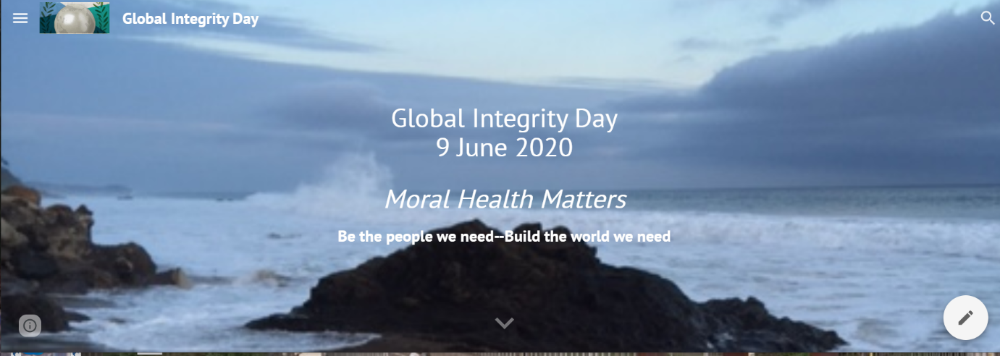 Global Integrity Day
Global Integrity Day
9 June 2020
Moral Health Matters
Be the people we need--Build the world we need